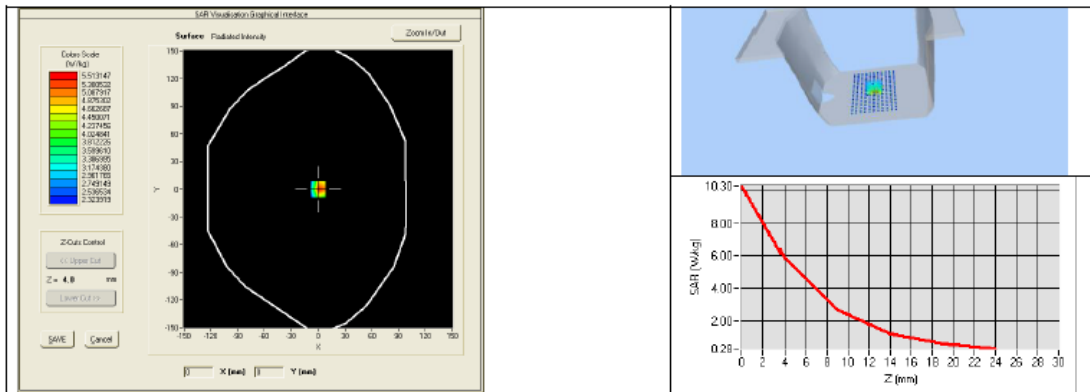 SAR Visualisation Graphical Interface
Surface Radiated Intensity
Zoom In/Out
Colors Scale
(W/kg)
5.513147
5.300532
5.087917
4.875302
4.662687
4.450071
4.237456
4.024841
3.812226
3.599610
3.386995
3.174380
2.961765
2.749149
2.536534
2.323919
Z-Cuts Control
<< Upper Cut
Z = 4.0 mm
Lower Cut >>
SAVE
Cancel
150
120
90
60
30
0
-30
-60
-90
-120
-150
Y
-150 -120 -90 -60 -30 0 30 60 90 120 150
X
0 X (mm) 0 Y (mm)
10.30
8.00
6.00
4.00
2.00
0.28
SAR (W/kg)
0 2 4 6 8 10 12 14 16 18 20 22 24 26 28 30
Z (mm)